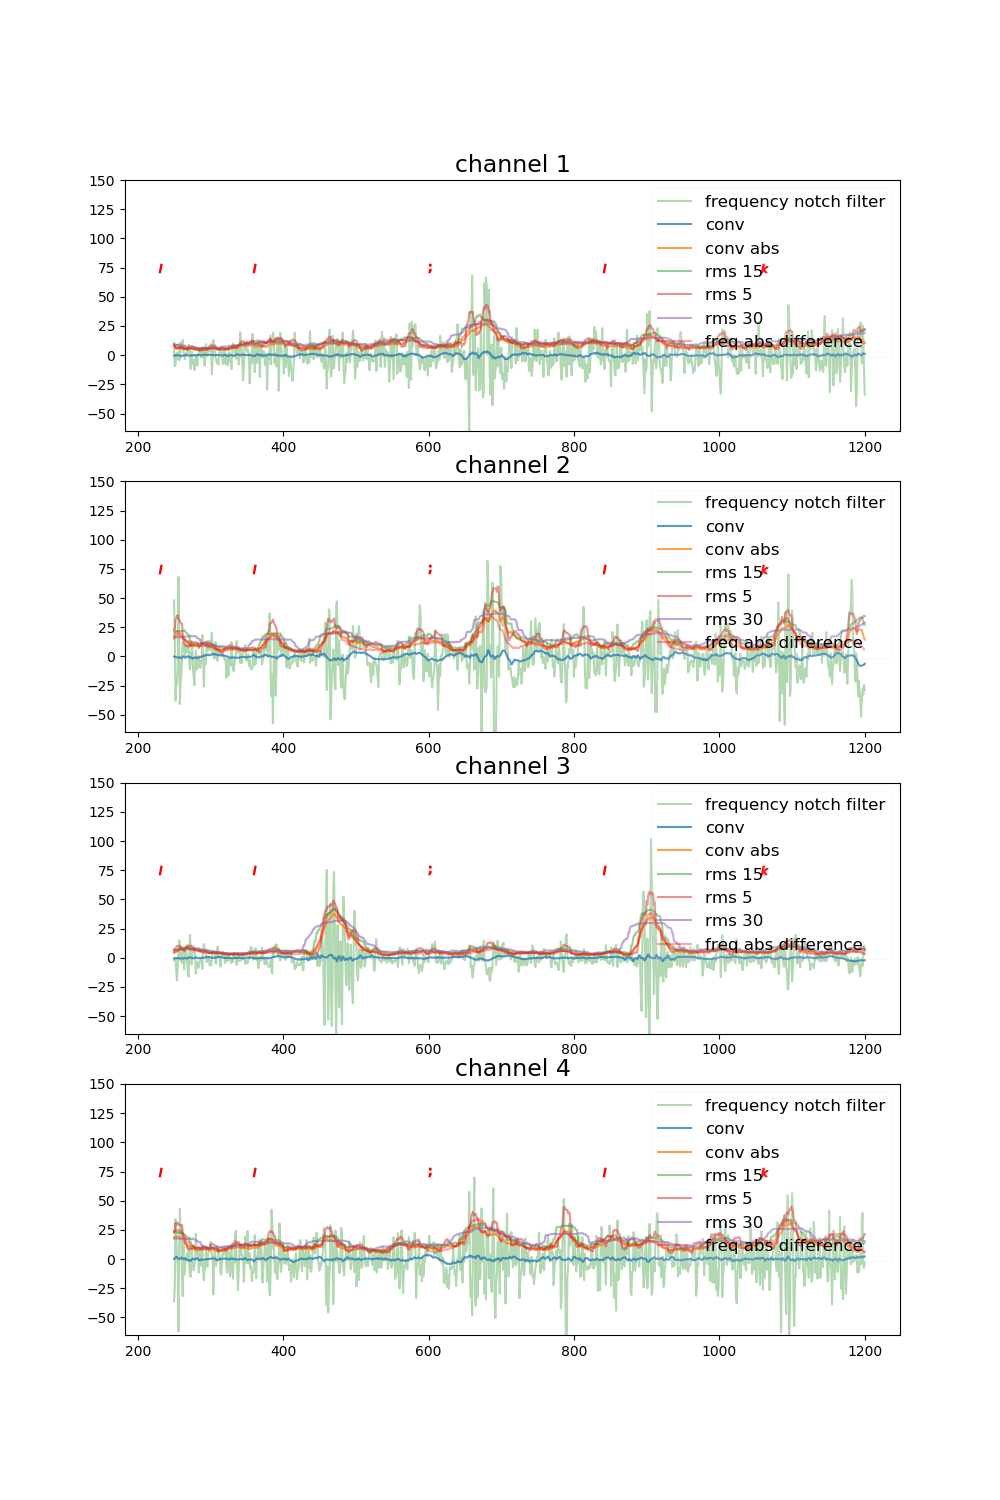 channel 1
150
125
100
75
50
25
0
−25
−50
l l ; l k
frequency notch filter
conv
conv abs
rms 15
rms 5
rms 30
freq abs difference
200 400 600 800 1000 1200
channel 2
150
125
100
75
50
25
0
−25
−50
l l ; l k
frequency notch filter
conv
conv abs
rms 15
rms 5
rms 30
freq abs difference
200 400 600 800 1000 1200
channel 3
150
125
100
75
50
25
0
−25
−50
l l ; l k
frequency notch filter
conv
conv abs
rms 15
rms 5
rms 30
freq abs difference
200 400 600 800 1000 1200
channel 4
150
125
100
75
50
25
0
−25
−50
l l ; l k
frequency notch filter
conv
conv abs
rms 15
rms 5
rms 30
freq abs difference
200 400 600 800 1000 1200